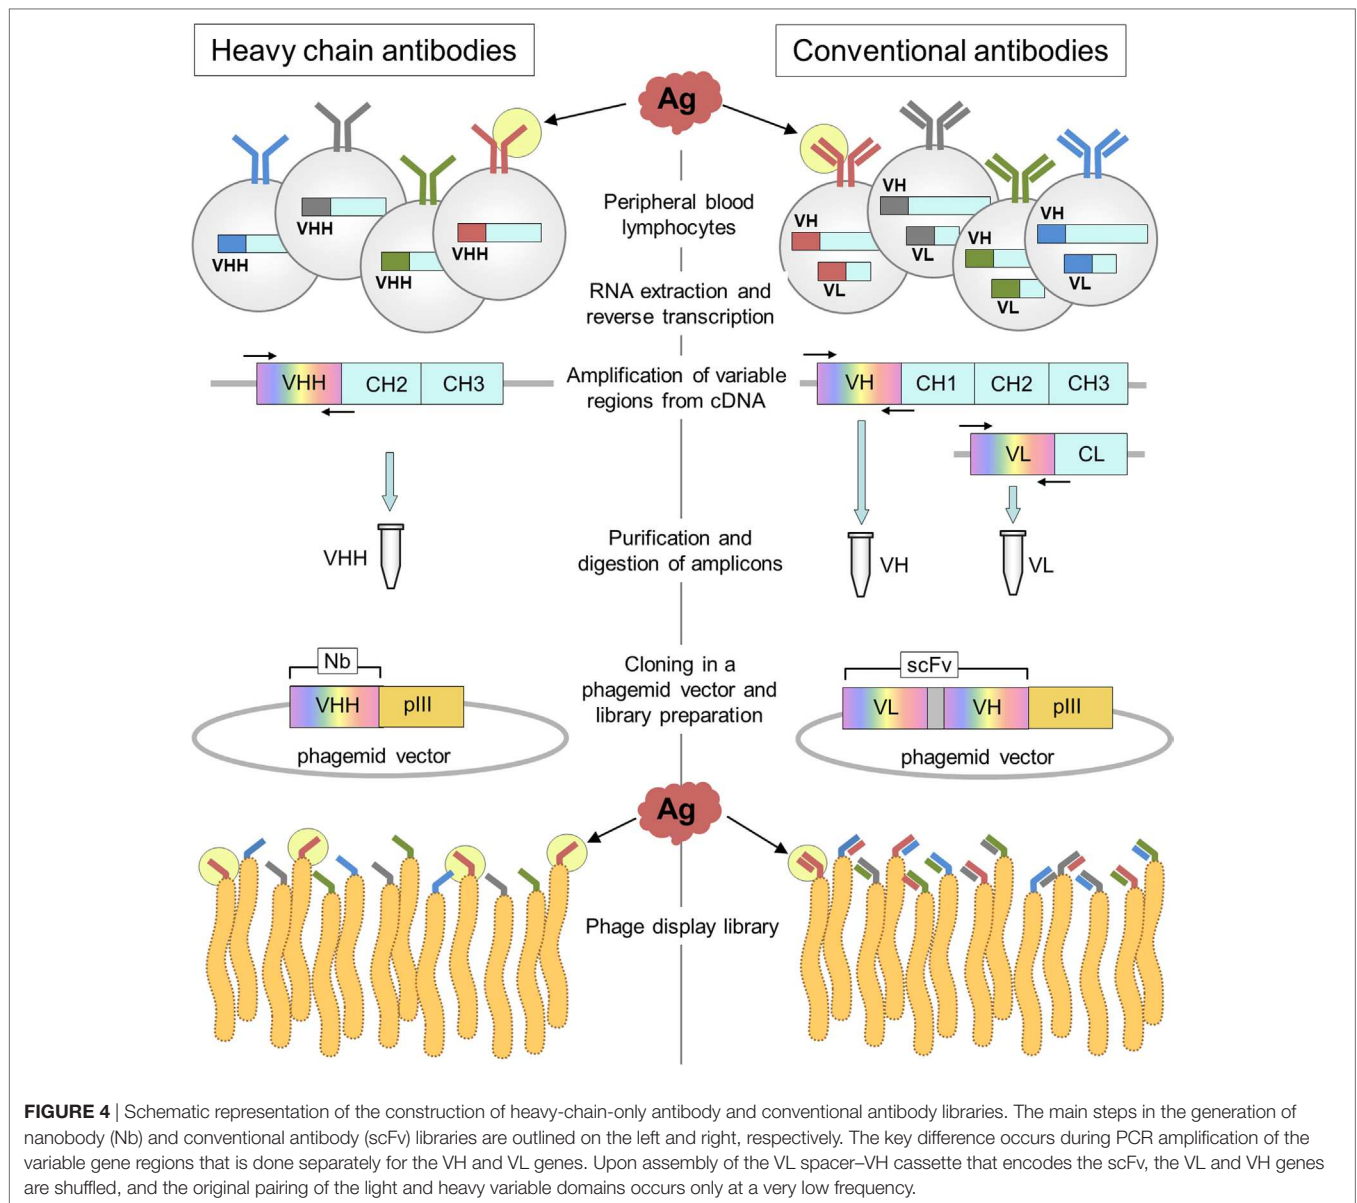 Heavy chain antibodies
Conventional antibodies
Ag
Peripheral blood
lymphocytes
VHH
VHH
VHH
VHH
VH
VL
VH
VL
VH
VL
VH
VL
RNA extraction and
reverse transcription
VHH CH2 CH3
Amplification of variable
regions from cDNA
VH CH1 CH2 CH3
VL CL
VHH
Purification and
digestion of amplicons
VH
VL
Nb
VHH pIII
phagemid vector
Cloning in a
phagemid vector and
library preparation
scFv
VL VH pIII
phagemid vector
Ag
Phage display library
FIGURE 4 | Schematic representation of the construction of heavy-chain-only antibody and conventional antibody libraries. The main steps in the generation of
nanobody (Nb) and conventional antibody (scFv) libraries are outlined on the left and right, respectively. The key difference occurs during PCR amplification of the
variable gene regions that is done separately for the VH and VL genes. Upon assembly of the VL spacer–VH cassette that encodes the scFv, the VL and VH genes
are shuffled, and the original pairing of the light and heavy variable domains occurs only at a very low frequency.